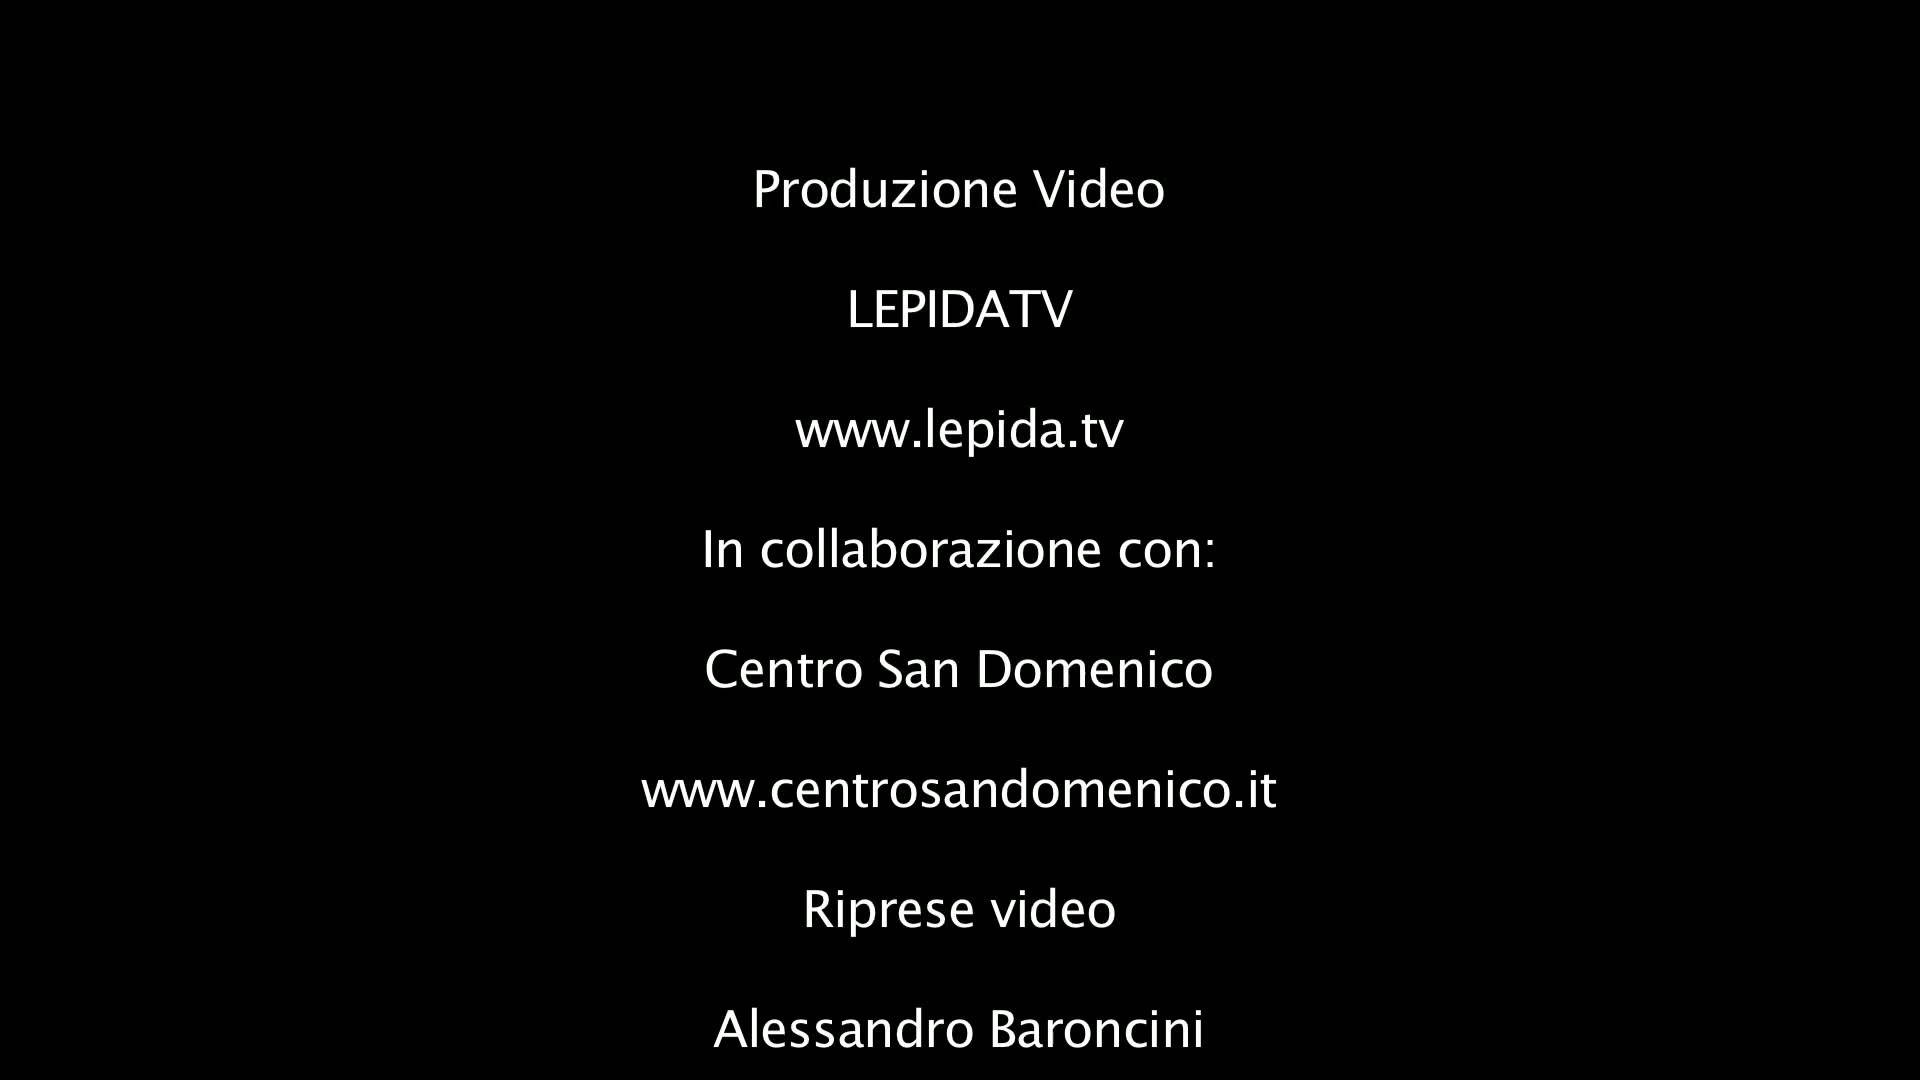 Produzione Video
LEPIDATV
www.lepida.tv
In collaborazione con:
Centro San Domenico
www.centrosandomenico.it
Riprese video
Alessandro Baroncini